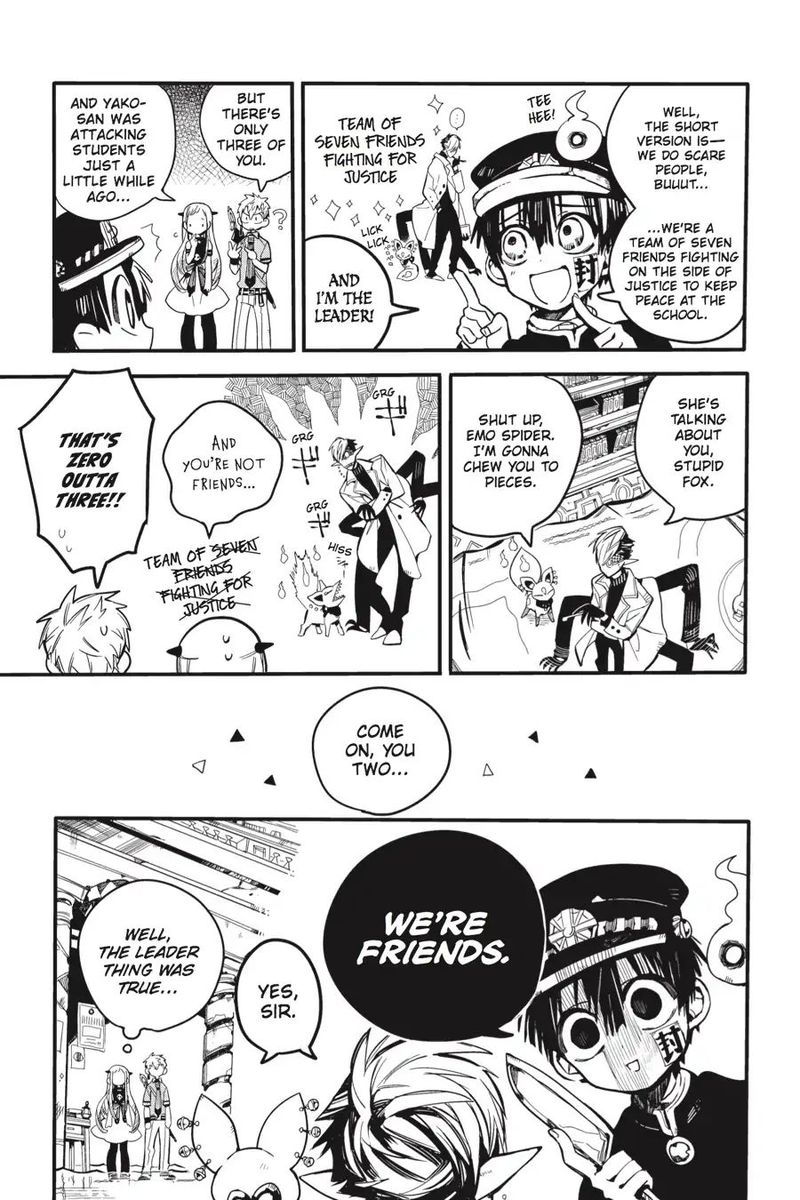 WELL,
THE SHORT
VERSION IS—
WE DO SCARE
PEOPLE,
BUUUT...
...WE'RE A
TEAM OF SEVEN
FRIENDS FIGHTING
ON THE SIDE OF
JUSTICE TO KEEP
PEACE AT THE
SCHOOL.
TEE
HEE!
封
...
TEAM OF
SEVEN FRIENDS
FIGHTING FOR
JUSTICE
LICK
LICK
AND
I'M THE
LEADER!
BUT
THERE'S
ONLY
THREE OF
YOU.
?
AND YAKO-
SAN WAS
ATTACKING
STUDENTS
JUST A
LITTLE WHILE
AGO...
SHE'S
TALKING
ABOUT
YOU,
STUPID
FOX.
SHUT UP,
EMO SPIDER.
I'M GONNA
CHEW YOU TO
PIECES.
GRG
ギ
GRG
ギ
GRG
ギ
HISS
AND
YOU'RE NOT
FRIENDS...
TEAM OF SEVEN
FRIENDS
FIGHTING FOR
JUSTICE
THAT'S
ZERO
OUTTA
THREE!!
COME
ON, YOU
TWO...
WE'RE
FRIENDS.
封
YES,
SIR.
WELL,
THE LEADER
THING WAS
TRUE...